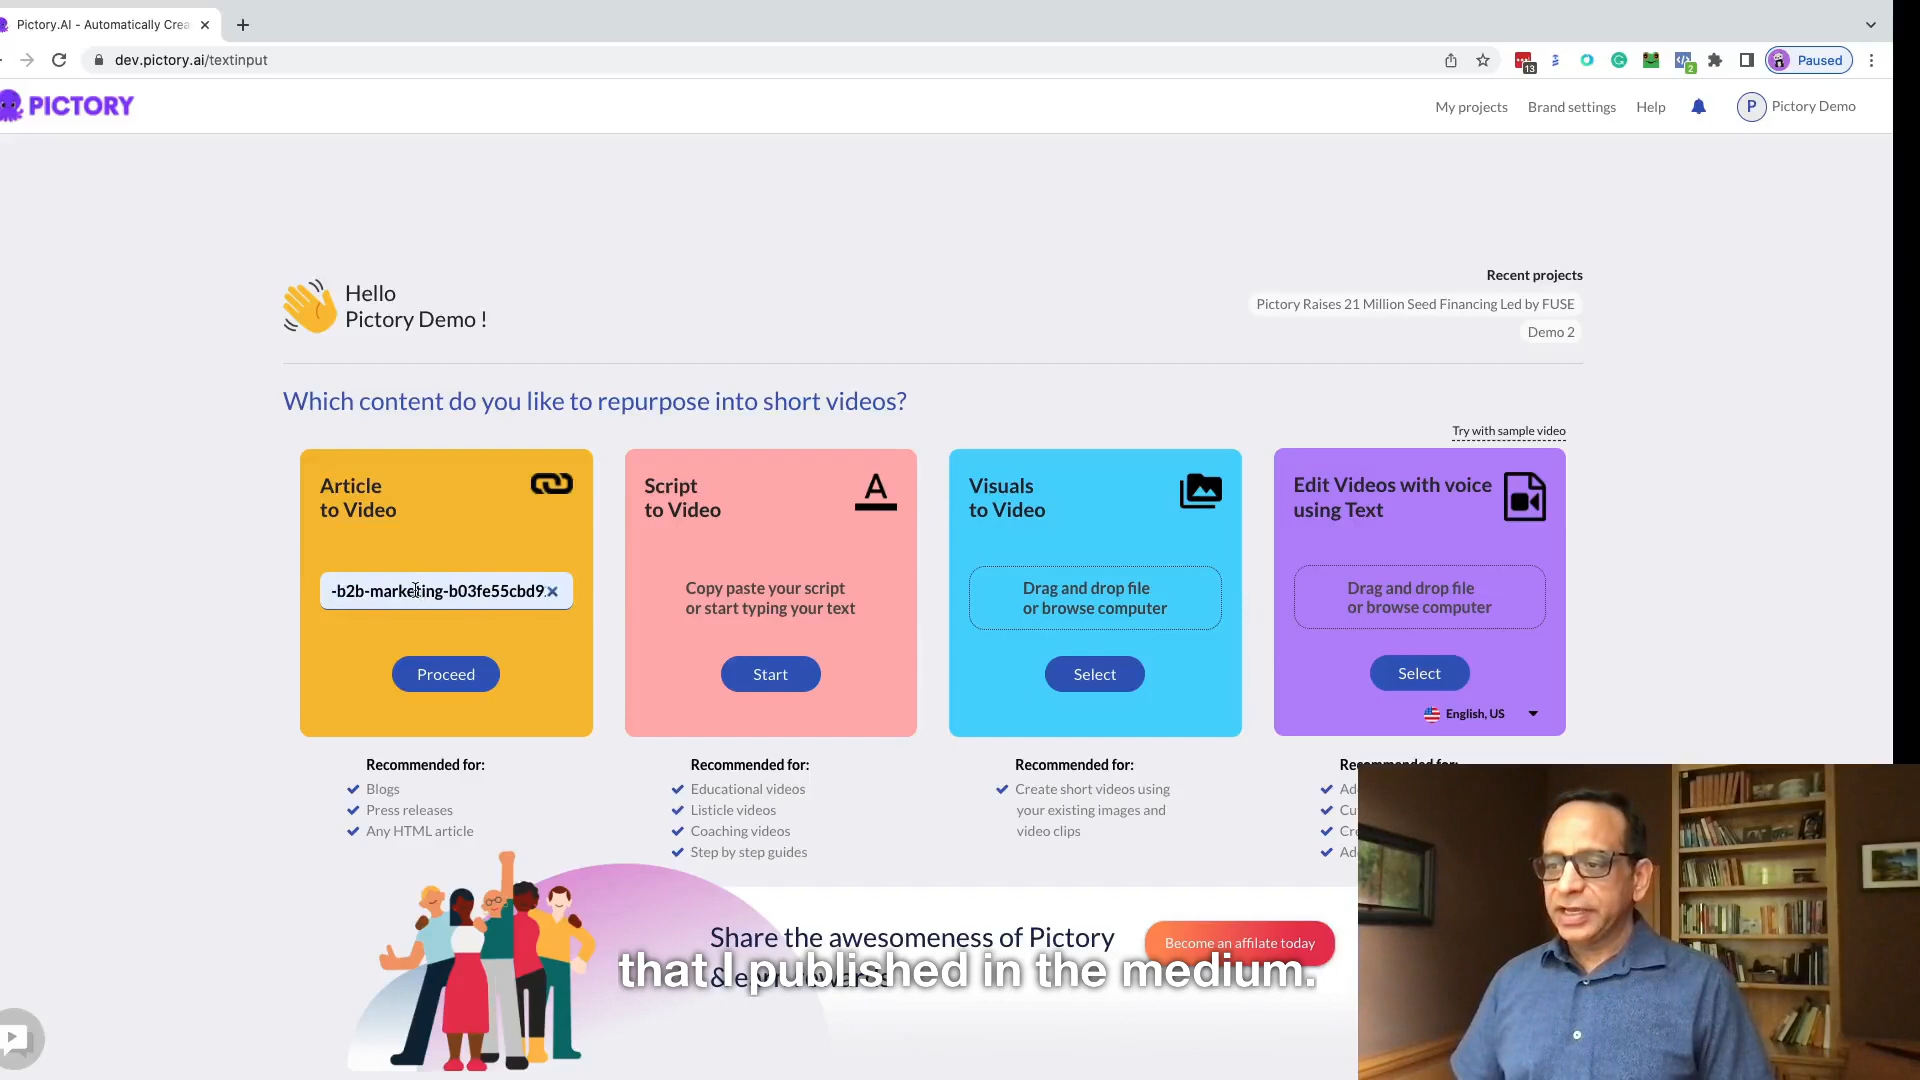 Pictory.AI - Automatically Crea
dev.pictory.ai/textinput
13
2
Paused
PICTORY
My projects
Brand settings
Help
P
Pictory Demo
Hello
Pictory Demo !
Recent projects
Pictory Raises 21 Million Seed Financing Led by FUSE
Demo 2
Which content do you like to repurpose into short videos?
Try with sample video
Article
to Video
-b2b-marketing-b03fe55cbd9
Proceed
Recommended for:
Blogs
Press releases
Any HTML article
Script
to Video
A
Copy paste your script
or start typing your text
Start
Recommended for:
Educational videos
Listicle videos
Coaching videos
Step by step guides
Visuals
to Video
Drag and drop file
or browse computer
Select
Recommended for:
Create short videos using
your existing images and
video clips
Edit Videos with voice
using Text
Drag and drop file
or browse computer
Select
English, US
Share the awesomeness of Pictory
Become an affilate today
that I published in the medium.